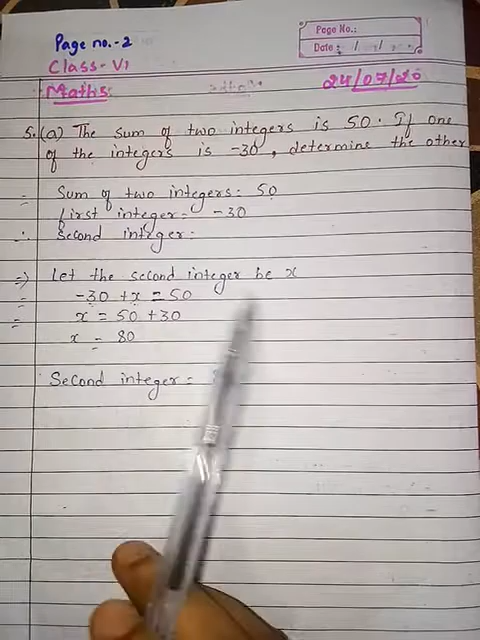 Page No.:
Date: / /
Page no.-2
Class- VI
Maths
24/07/20
5. (a) The sum of two integers is 50. If one
of the integers is -30, determine the other
= Sum of two integers= 50
First integer= -30
∴ Second integer=
=> Let the second integer be x
= -30 + x = 50
= x = 50 + 30
x = 80
Second integer =